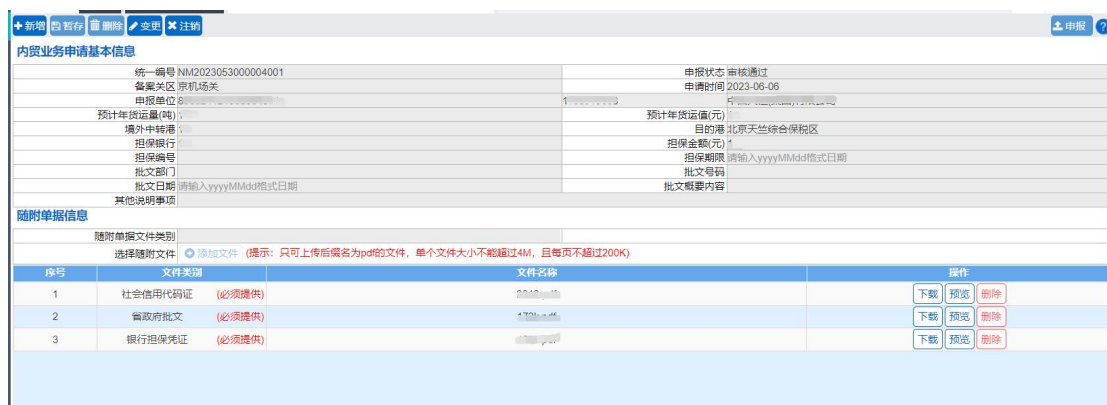 新增 暂存 删除 变更 注销 申报
内贸业务申请基本信息
统一编号 NM2023053000004001 申报状态 审核通过
备案关区 京机场关 申请时间 2023-06-06
申报单位
预计年货运量(吨) 预计年货运值(元)
境外中转港 目的港 北京天竺综合保税区
担保银行 担保金额(元)
担保编号 担保期限 请输入yyyyMMdd格式日期
批文部门 批文号码
批文日期 请输入yyyyMMdd格式日期 批文概要内容
其他说明事项
随附单据信息
随附单据文件类别
选择随附文件 添加文件 (提示：只可上传后缀名为pdf的文件，单个文件大小不能超过4M，且每页不超过200K)
序号 文件类别 文件名称 操作
1 社会信用代码证 (必须提供) 下载 预览 删除
2 省政府批文 (必须提供) 下载 预览 删除
3 银行担保凭证 (必须提供) 下载 预览 删除